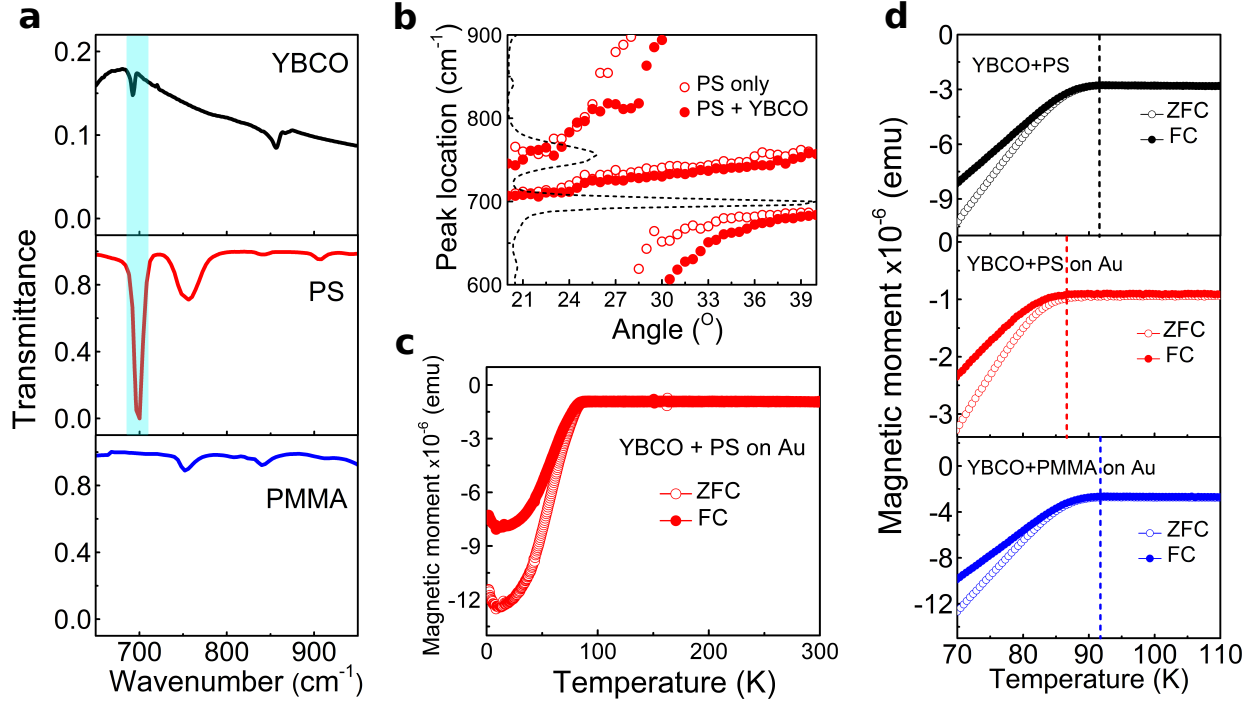 a
0.2
0.1
0.0
YBCO
0.8
0.4
0.0
PS
0.8
0.4
0.0
PMMA
Transmittance
700 800 900
Wavenumber (cm⁻¹)
b
900
800
700
600
Peak location (cm⁻¹)
PS only
PS + YBCO
21 24 27 30 33 36 39
Angle (O)
c
0
-3
-6
-9
-12
Magnetic moment x10⁻⁶ (emu)
YBCO + PS on Au
ZFC
FC
0 100 200 300
Temperature (K)
d
0
-3
-6
-9
YBCO+PS
ZFC
FC
0
-1
-2
-3
YBCO+PS on Au
ZFC
FC
0
-4
-8
-12
YBCO+PMMA on Au
ZFC
FC
Magnetic moment x10⁻⁶ (emu)
70 80 90 100 110
Temperature (K)